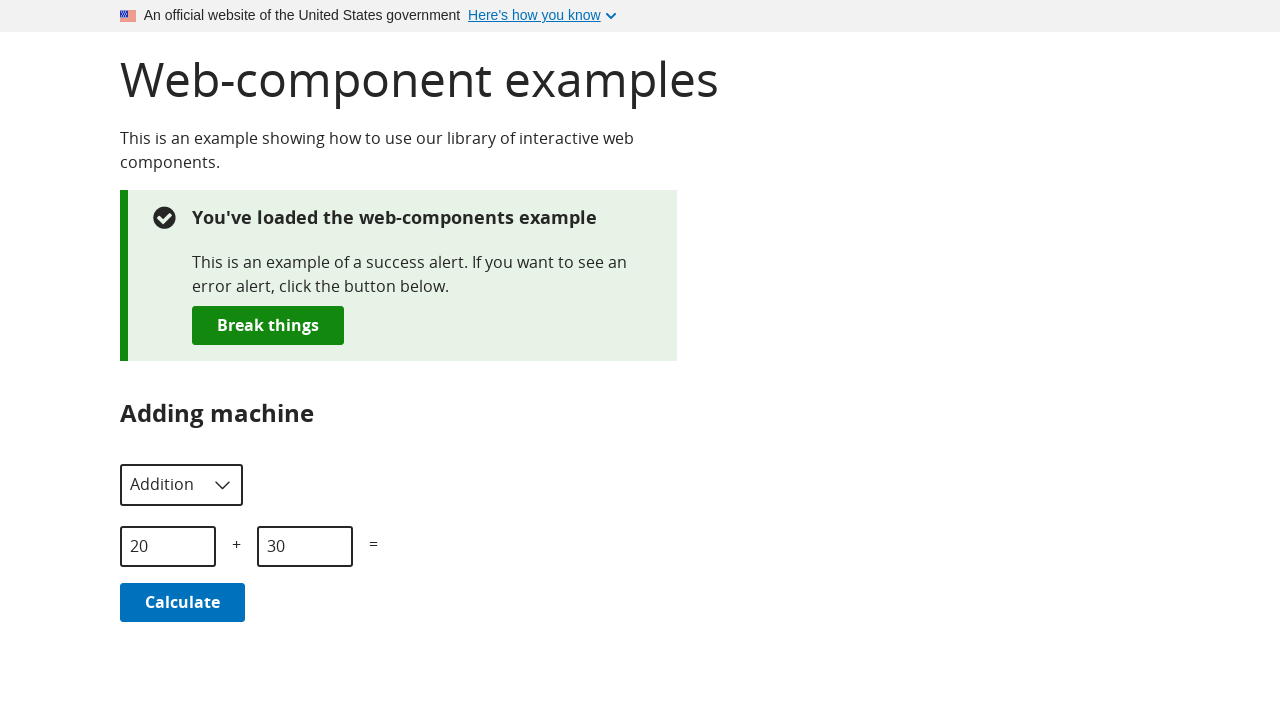 An official website of the United States government Here's how you know
Web-component examples
This is an example showing how to use our library of interactive web
components.
You've loaded the web-components example
This is an example of a success alert. If you want to see an
error alert, click the button below.
Break things
Adding machine
Addition
20 + 30 =
Calculate